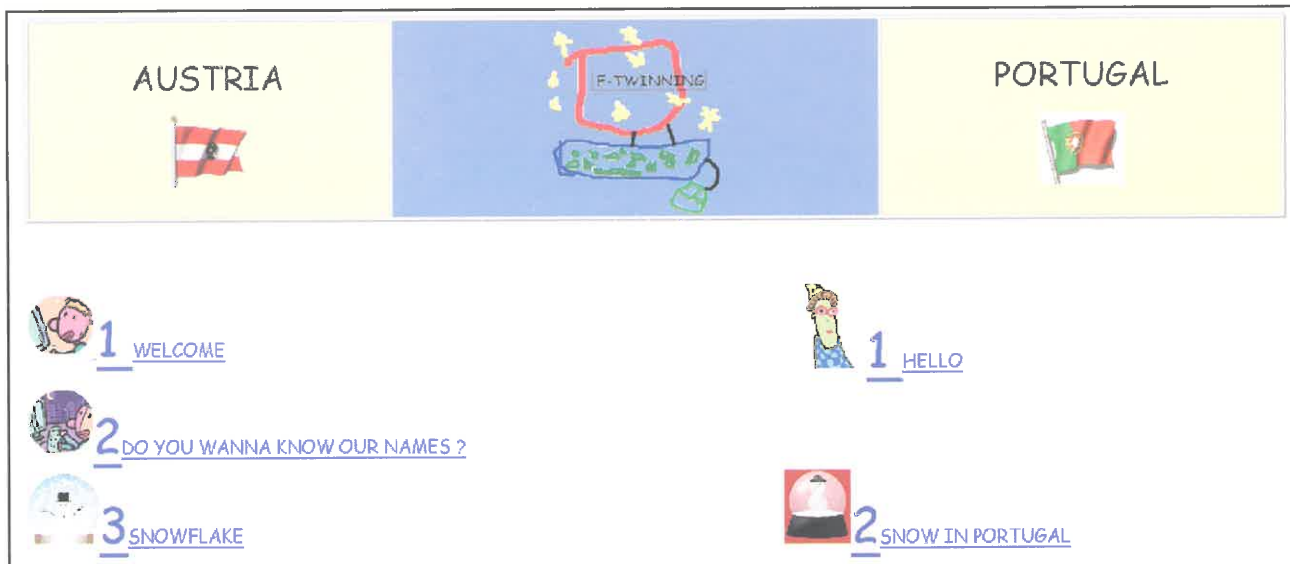 AUSTRIA
F-TWINNING
PORTUGAL
1 WELCOME
1 HELLO
2 DO YOU WANNA KNOW OUR NAMES ?
3 SNOWFLAKE
2 SNOW IN PORTUGAL